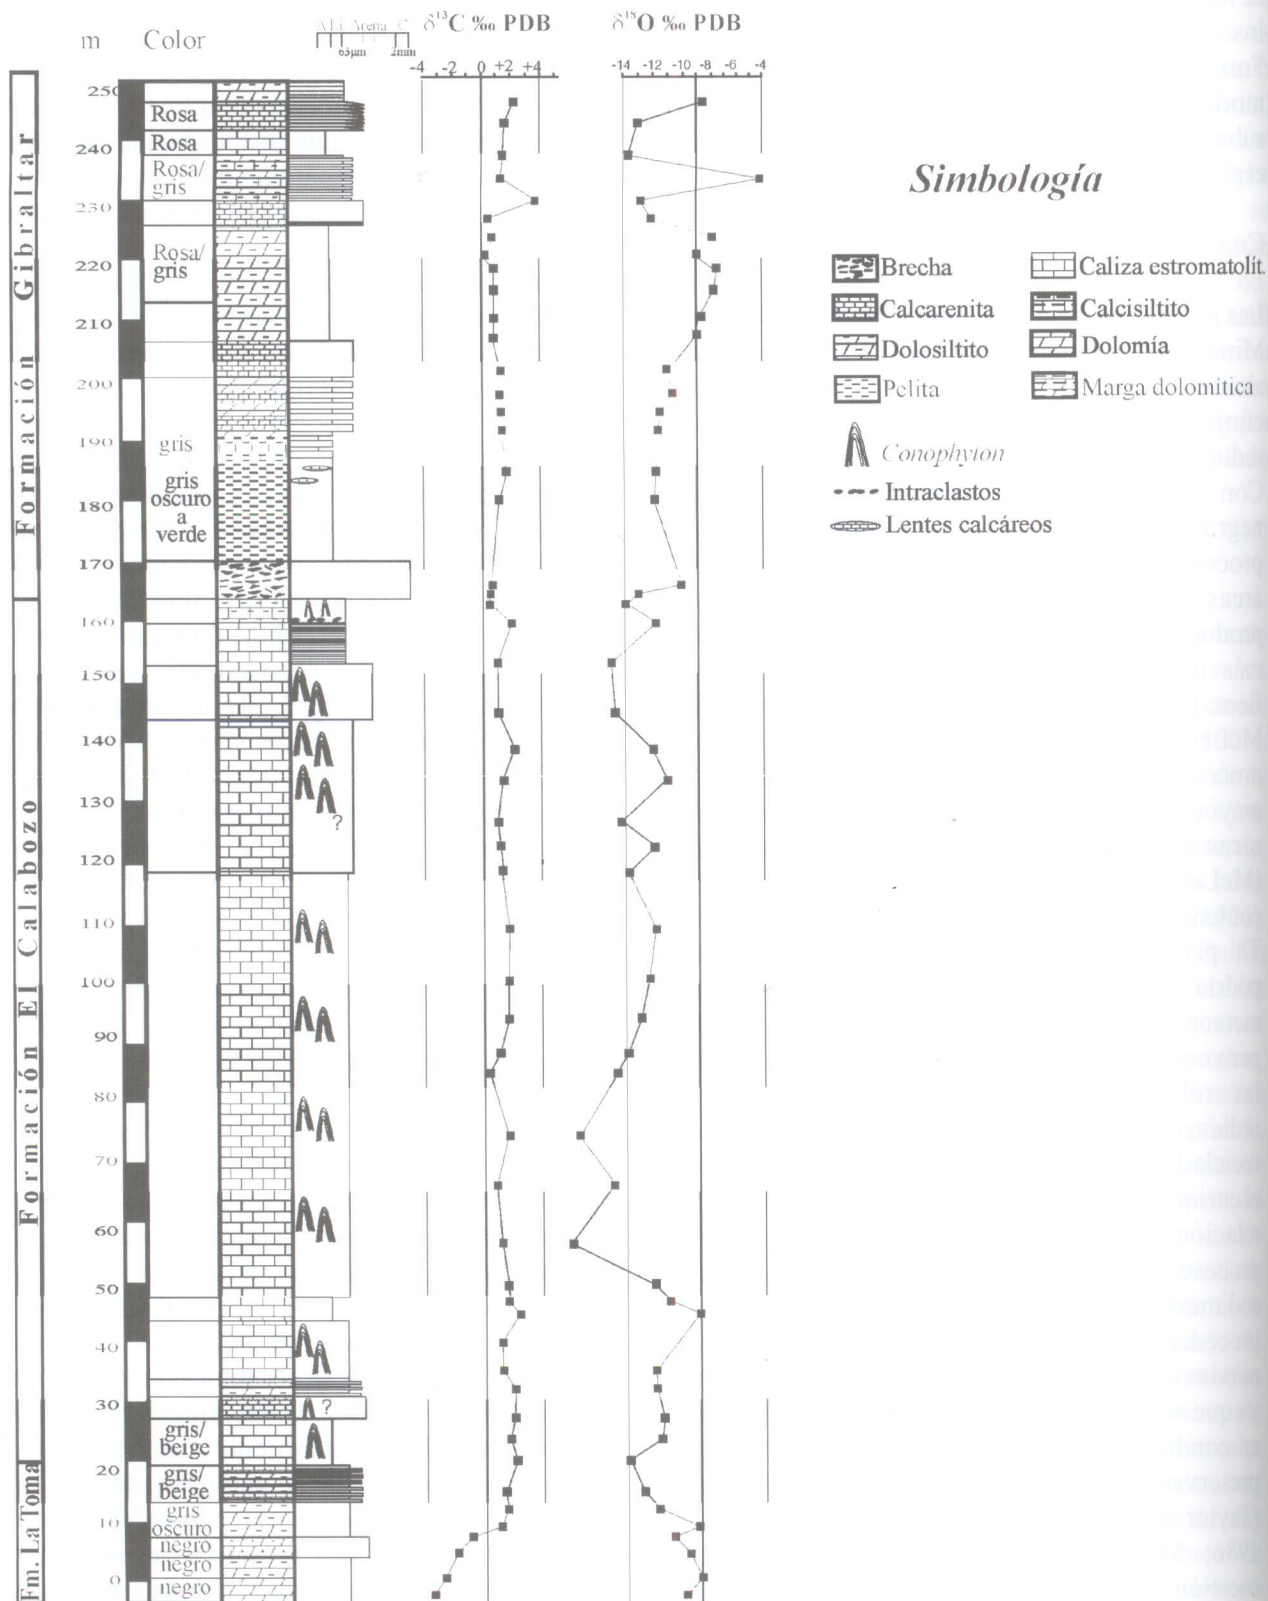 m Color A Li Arena C δ¹³C ‰ PDB δ¹⁸O ‰ PDB
63μm 2mm
-4 -2 0 +2 +4 -14 -12 -10 -8 -6 -4
Formación Gibraltar
Formación El Calabozo
Fm. La Toma
250
240
230
220
210
200
190
180
170
160
150
140
130
120
110
100
90
80
70
60
50
40
30
20
10
0
Rosa
Rosa
Rosa/
gris
Rosa/
gris
gris
gris
oscuro
a
verde
?
?
gris/
beige
gris/
beige
gris
oscuro
negro
negro
negro
Simbología
Brecha
Calcarenita
Dolosiltito
Pelita
Caliza estromatolít.
Calcisiltito
Dolomía
Marga dolomítica
Conophyton
Intraclastos
Lentes calcáreos